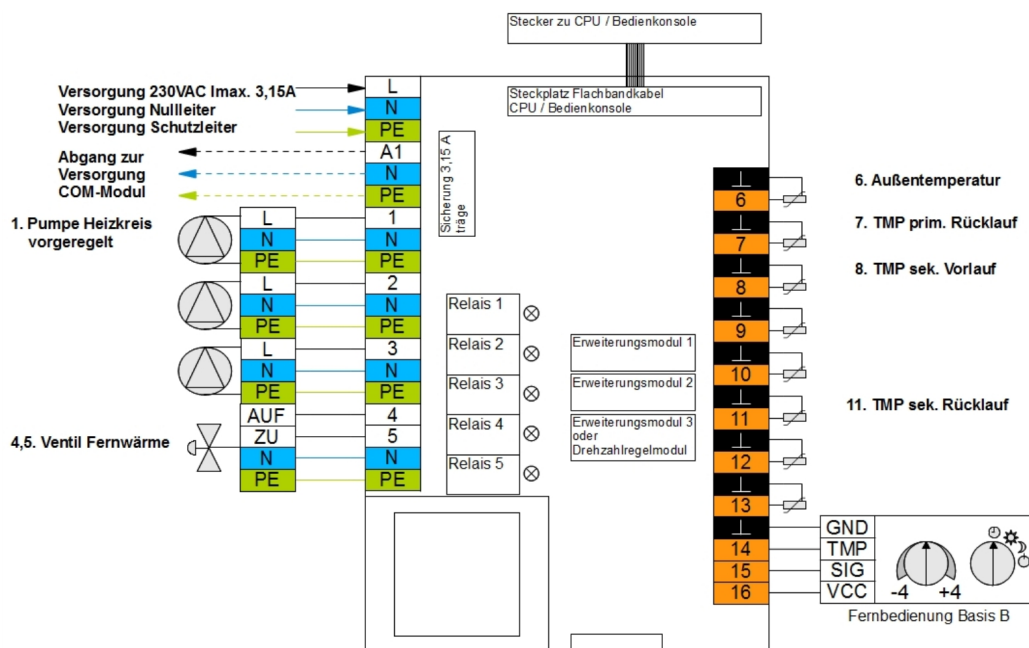 Stecker zu CPU / Bedienkonsole
Steckplatz Flachbandkabel
CPU / Bedienkonsole
Versorgung 230VAC Imax. 3,15A
Versorgung Nullleiter
Versorgung Schutzleiter
Abgang zur
Versorgung
COM-Modul
L
N
PE
A1
N
PE
Sicherung 3,15 A
träge
1. Pumpe Heizkreis
vorgeregelt
L
N
PE
1
N
PE
L
N
PE
2
N
PE
L
N
PE
3
N
PE
4,5. Ventil Fernwärme
AUF
ZU
N
PE
4
5
N
PE
Relais 1
Relais 2
Relais 3
Relais 4
Relais 5
Erweiterungsmodul 1
Erweiterungsmodul 2
Erweiterungsmodul 3
oder
Drehzahlregelmodul
6
7
8
9
10
11
12
13
14
15
16
6. Außentemperatur
7. TMP prim. Rücklauf
8. TMP sek. Vorlauf
11. TMP sek. Rücklauf
GND
TMP
SIG
VCC
-4 +4
Fernbedienung Basis B